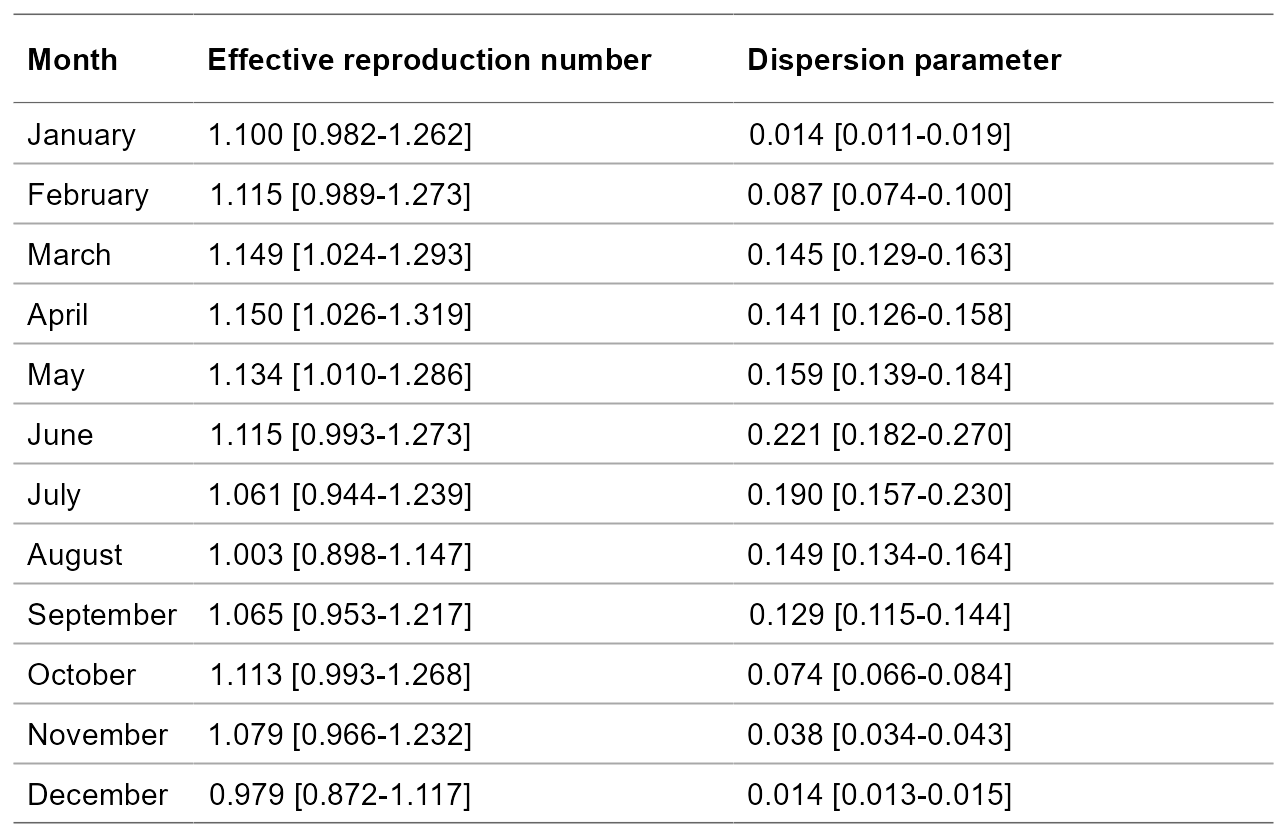 Month Effective reproduction number Dispersion parameter
January 1.100 [0.982-1.262] 0.014 [0.011-0.019]
February 1.115 [0.989-1.273] 0.087 [0.074-0.100]
March 1.149 [1.024-1.293] 0.145 [0.129-0.163]
April 1.150 [1.026-1.319] 0.141 [0.126-0.158]
May 1.134 [1.010-1.286] 0.159 [0.139-0.184]
June 1.115 [0.993-1.273] 0.221 [0.182-0.270]
July 1.061 [0.944-1.239] 0.190 [0.157-0.230]
August 1.003 [0.898-1.147] 0.149 [0.134-0.164]
September 1.065 [0.953-1.217] 0.129 [0.115-0.144]
October 1.113 [0.993-1.268] 0.074 [0.066-0.084]
November 1.079 [0.966-1.232] 0.038 [0.034-0.043]
December 0.979 [0.872-1.117] 0.014 [0.013-0.015]